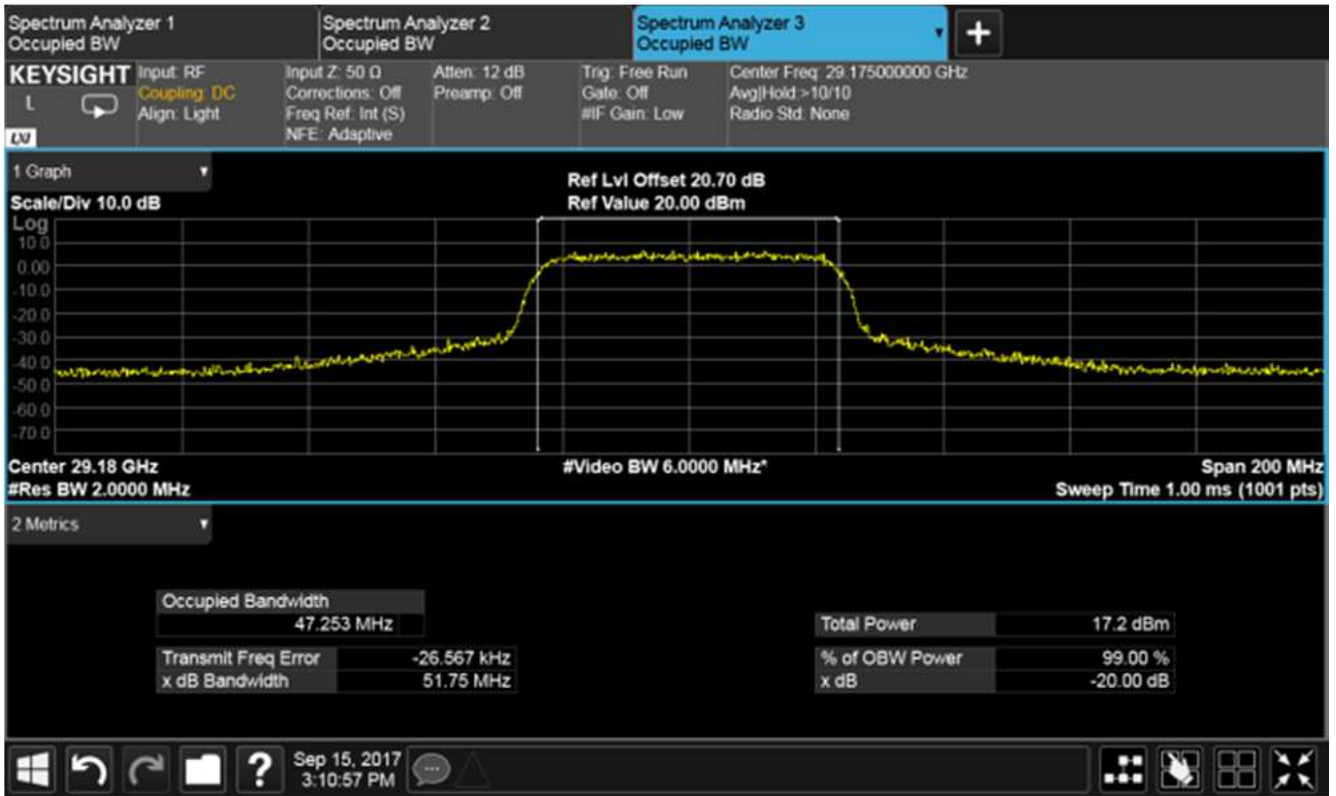 Spectrum Analyzer 1
Occupied BW
Spectrum Analyzer 2
Occupied BW
Spectrum Analyzer 3
Occupied BW
KEYSIGHT
L
LXI
Input: RF
Coupling: DC
Align: Light
Input Z: 50 Ω
Corrections: Off
Freq Ref: Int (S)
NFE: Adaptive
Atten: 12 dB
Preamp: Off
Trig: Free Run
Gate: Off
#IF Gain: Low
Center Freq: 29.175000000 GHz
Avg|Hold:>10/10
Radio Std: None
1 Graph
Scale/Div 10.0 dB
Ref Lvl Offset 20.70 dB
Ref Value 20.00 dBm
Log
10.0
0.00
-10.0
-20.0
-30.0
-40.0
-50.0
-60.0
-70.0
Center 29.18 GHz
#Video BW 6.0000 MHz*
Span 200 MHz
#Res BW 2.0000 MHz
Sweep Time 1.00 ms (1001 pts)
2 Metrics
Occupied Bandwidth
47.253 MHz
Total Power 17.2 dBm
Transmit Freq Error -26.567 kHz
% of OBW Power 99.00 %
x dB Bandwidth 51.75 MHz
x dB -20.00 dB
?
Sep 15, 2017
3:10:57 PM